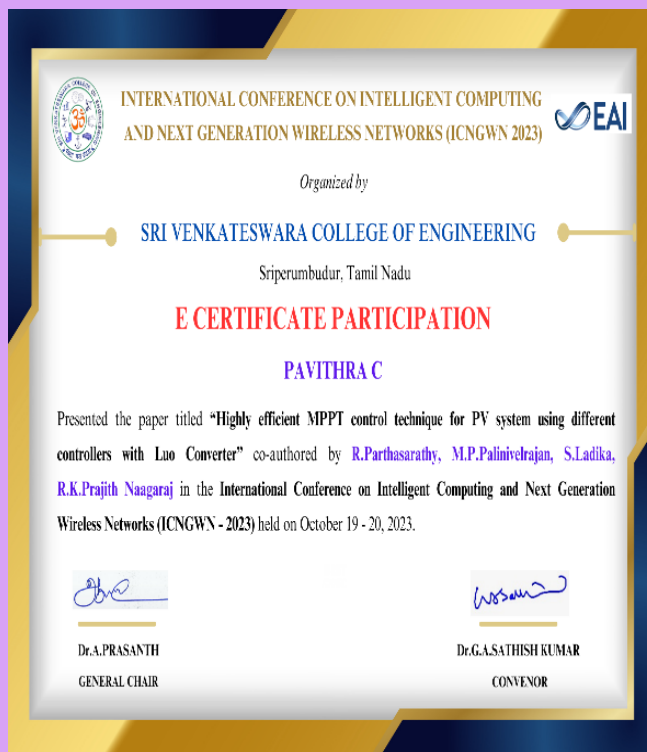 INTERNATIONAL CONFERENCE ON INTELLIGENT COMPUTING
AND NEXT GENERATION WIRELESS NETWORKS (ICNGWN 2023)
EAI
Organized by
SRI VENKATESWARA COLLEGE OF ENGINEERING
Sriperumbudur, Tamil Nadu
E CERTIFICATE PARTICIPATION
PAVITHRA C
Presented the paper titled “Highly efficient MPPT control technique for PV system using different
controllers with Luo Converter” co-authored by R.Parthasarathy, M.P.Palinivelrajan, S.Ladika,
R.K.Prajith Naagaraj in the International Conference on Intelligent Computing and Next Generation
Wireless Networks (ICNGWN - 2023) held on October 19 - 20, 2023.
Dr.A.PRASANTH
GENERAL CHAIR
Dr.G.A.SATHISH KUMAR
CONVENOR